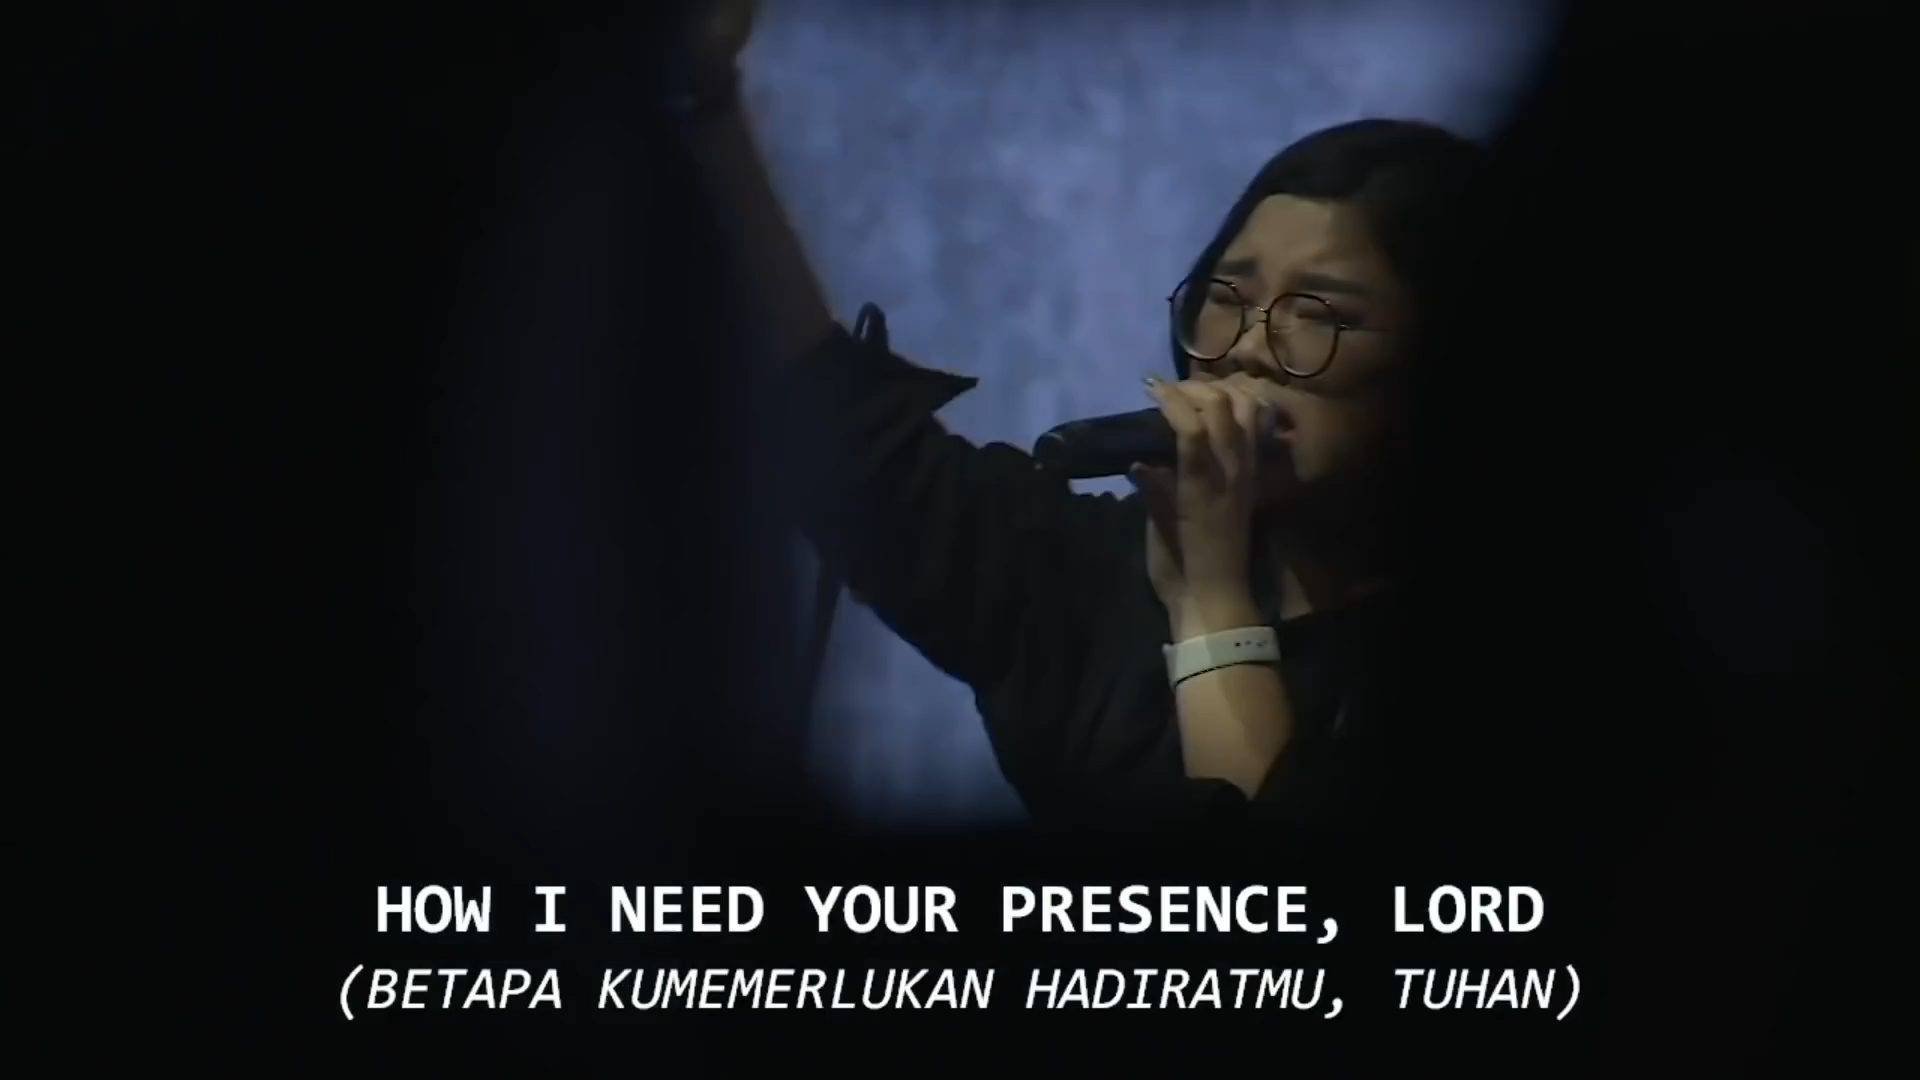 HOW I NEED YOUR PRESENCE, LORD
(BETAPA KUMEMERLUKAN HADIRATMU, TUHAN)